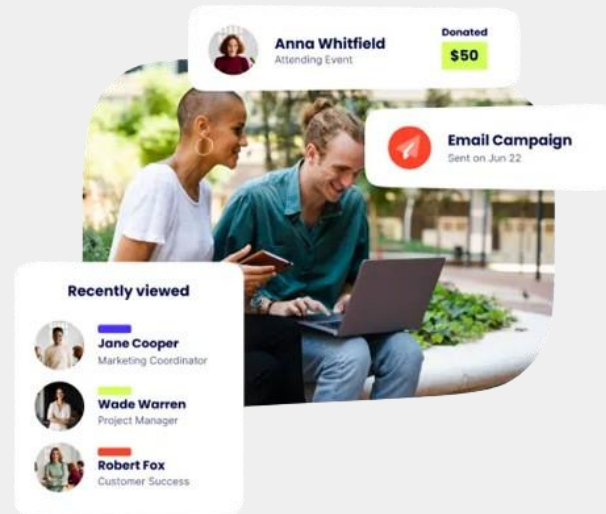 Anna Whitfield
Attending Event
Donated
$50
Email Campaign
Sent on Jun 22
Recently viewed
Jane Cooper
Marketing Coordinator
Wade Warren
Project Manager
Robert Fox
Customer Success